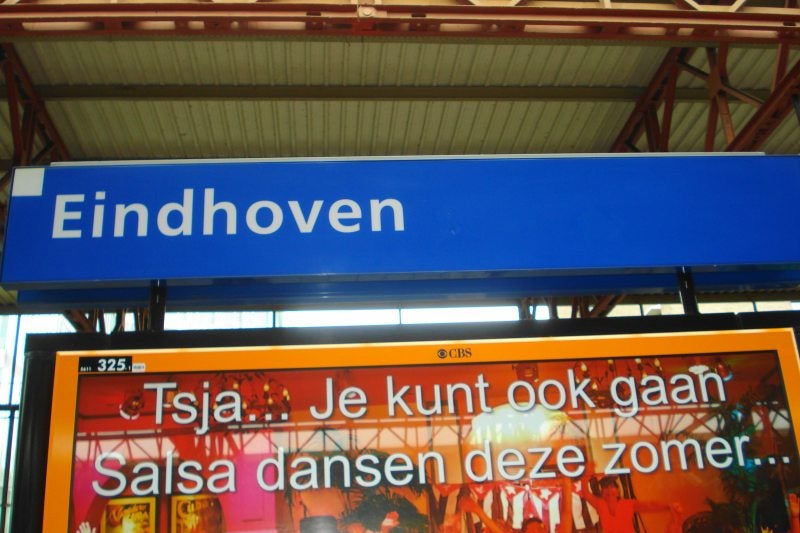 Eindhoven
CBS
325
Tsja... Je kunt ook gaan
Salsa dansen deze zomer...